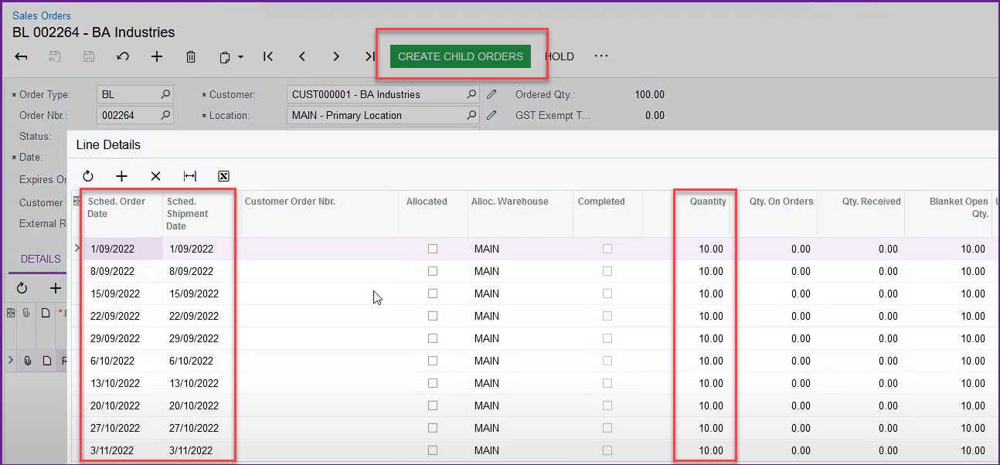 Sales Orders
BL 002264 - BA Industries
CREATE CHILD ORDERS HOLD ...
* Order Type: BL * Customer: CUST000001 - BA Industries Ordered Qty.: 100.00
Order Nbr.: 002264 * Location: MAIN - Primary Location GST Exempt T... 0.00
Status:
* Date:
Expires Or
Customer
External R
DETAILS
Line Details
Sched. Order Date Sched. Shipment Date Customer Order Nbr. Allocated Alloc. Warehouse Completed Quantity Qty. On Orders Qty. Received Blanket Open Qty.
1/09/2022 1/09/2022 MAIN 10.00 0.00 0.00 10.00
8/09/2022 8/09/2022 MAIN 10.00 0.00 0.00 10.00
15/09/2022 15/09/2022 MAIN 10.00 0.00 0.00 10.00
22/09/2022 22/09/2022 MAIN 10.00 0.00 0.00 10.00
29/09/2022 29/09/2022 MAIN 10.00 0.00 0.00 10.00
6/10/2022 6/10/2022 MAIN 10.00 0.00 0.00 10.00
13/10/2022 13/10/2022 MAIN 10.00 0.00 0.00 10.00
20/10/2022 20/10/2022 MAIN 10.00 0.00 0.00 10.00
27/10/2022 27/10/2022 MAIN 10.00 0.00 0.00 10.00
3/11/2022 3/11/2022 MAIN 10.00 0.00 0.00 10.00